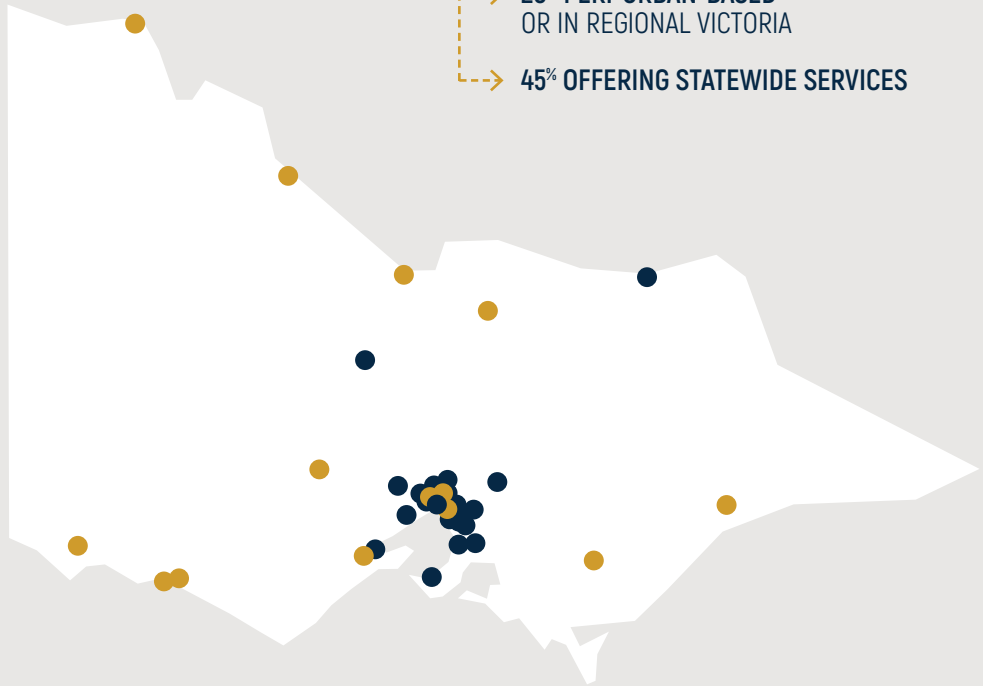 OR IN REGIONAL VICTORIA
45% OFFERING STATEWIDE SERVICES